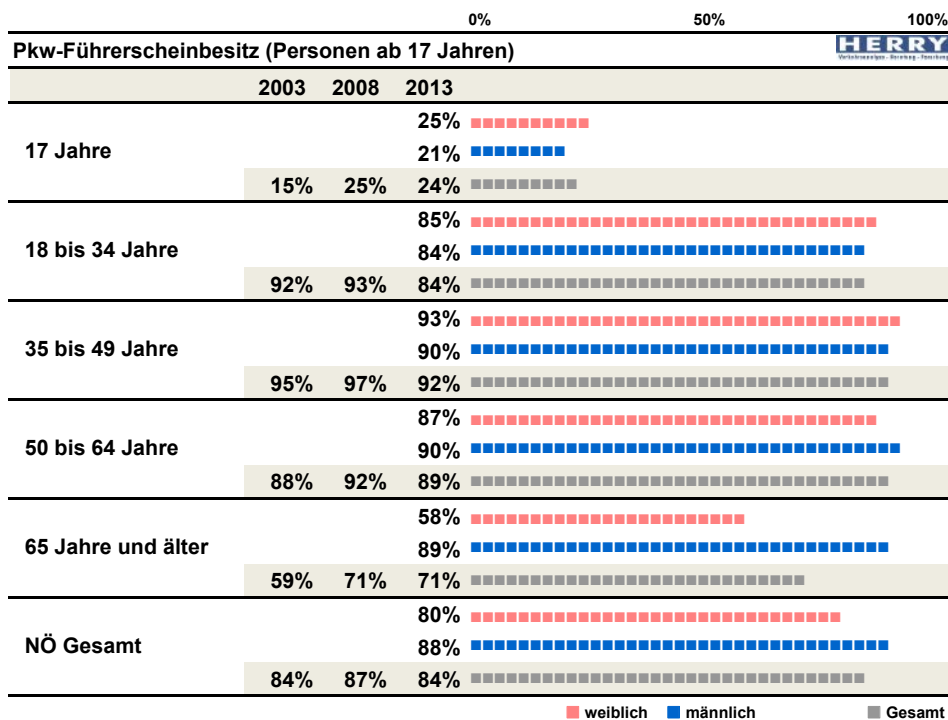 0% 50% 100%
Pkw-Führerscheinbesitz (Personen ab 17 Jahren) HERRY
Verkehrsanalyse - Beratung - Forschung
2003 2008 2013
25%
17 Jahre 21%
15% 25% 24%
85%
18 bis 34 Jahre 84%
92% 93% 84%
93%
35 bis 49 Jahre 90%
95% 97% 92%
87%
50 bis 64 Jahre 90%
88% 92% 89%
58%
65 Jahre und älter 89%
59% 71% 71%
80%
NÖ Gesamt 88%
84% 87% 84%
weiblich männlich Gesamt